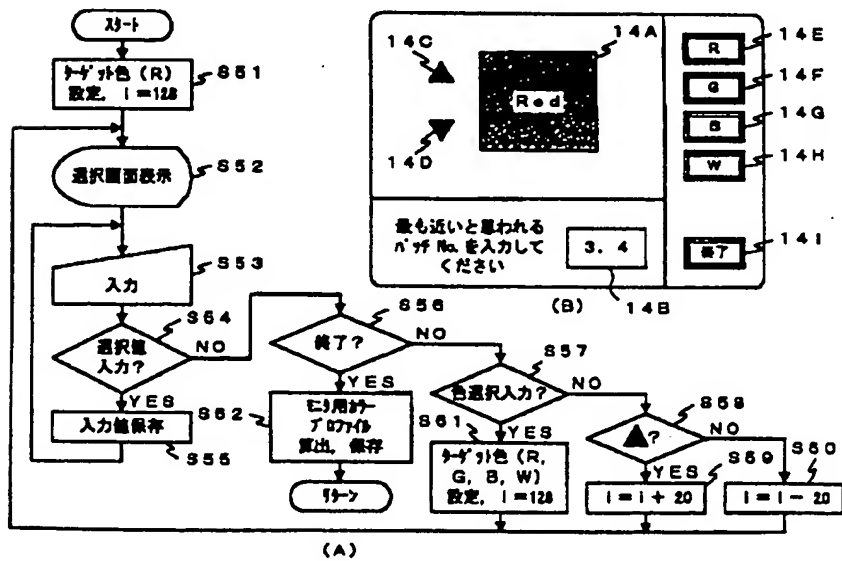 スタート
ターゲット色(R)
設定, i=128
S51
選択画面表示
S52
入力
S53
選択値
入力?
S54
NO
YES
入力値保存
S55
終了?
S56
NO
YES
モニタ用カラー
プロファイル
算出, 保存
S62
リターン
色選択入力?
S57
NO
YES
ターゲット色(R,
G, B, W)
設定, i=128
S61
▲?
S58
NO
YES
i=i+20
S59
i=i-20
S60
(A)
14C
14D
14A
Red
最も近いと思われる
パッチNo.を入力して
ください
3.4
14B
(B)
R
14E
G
14F
B
14G
W
14H
終了
14I